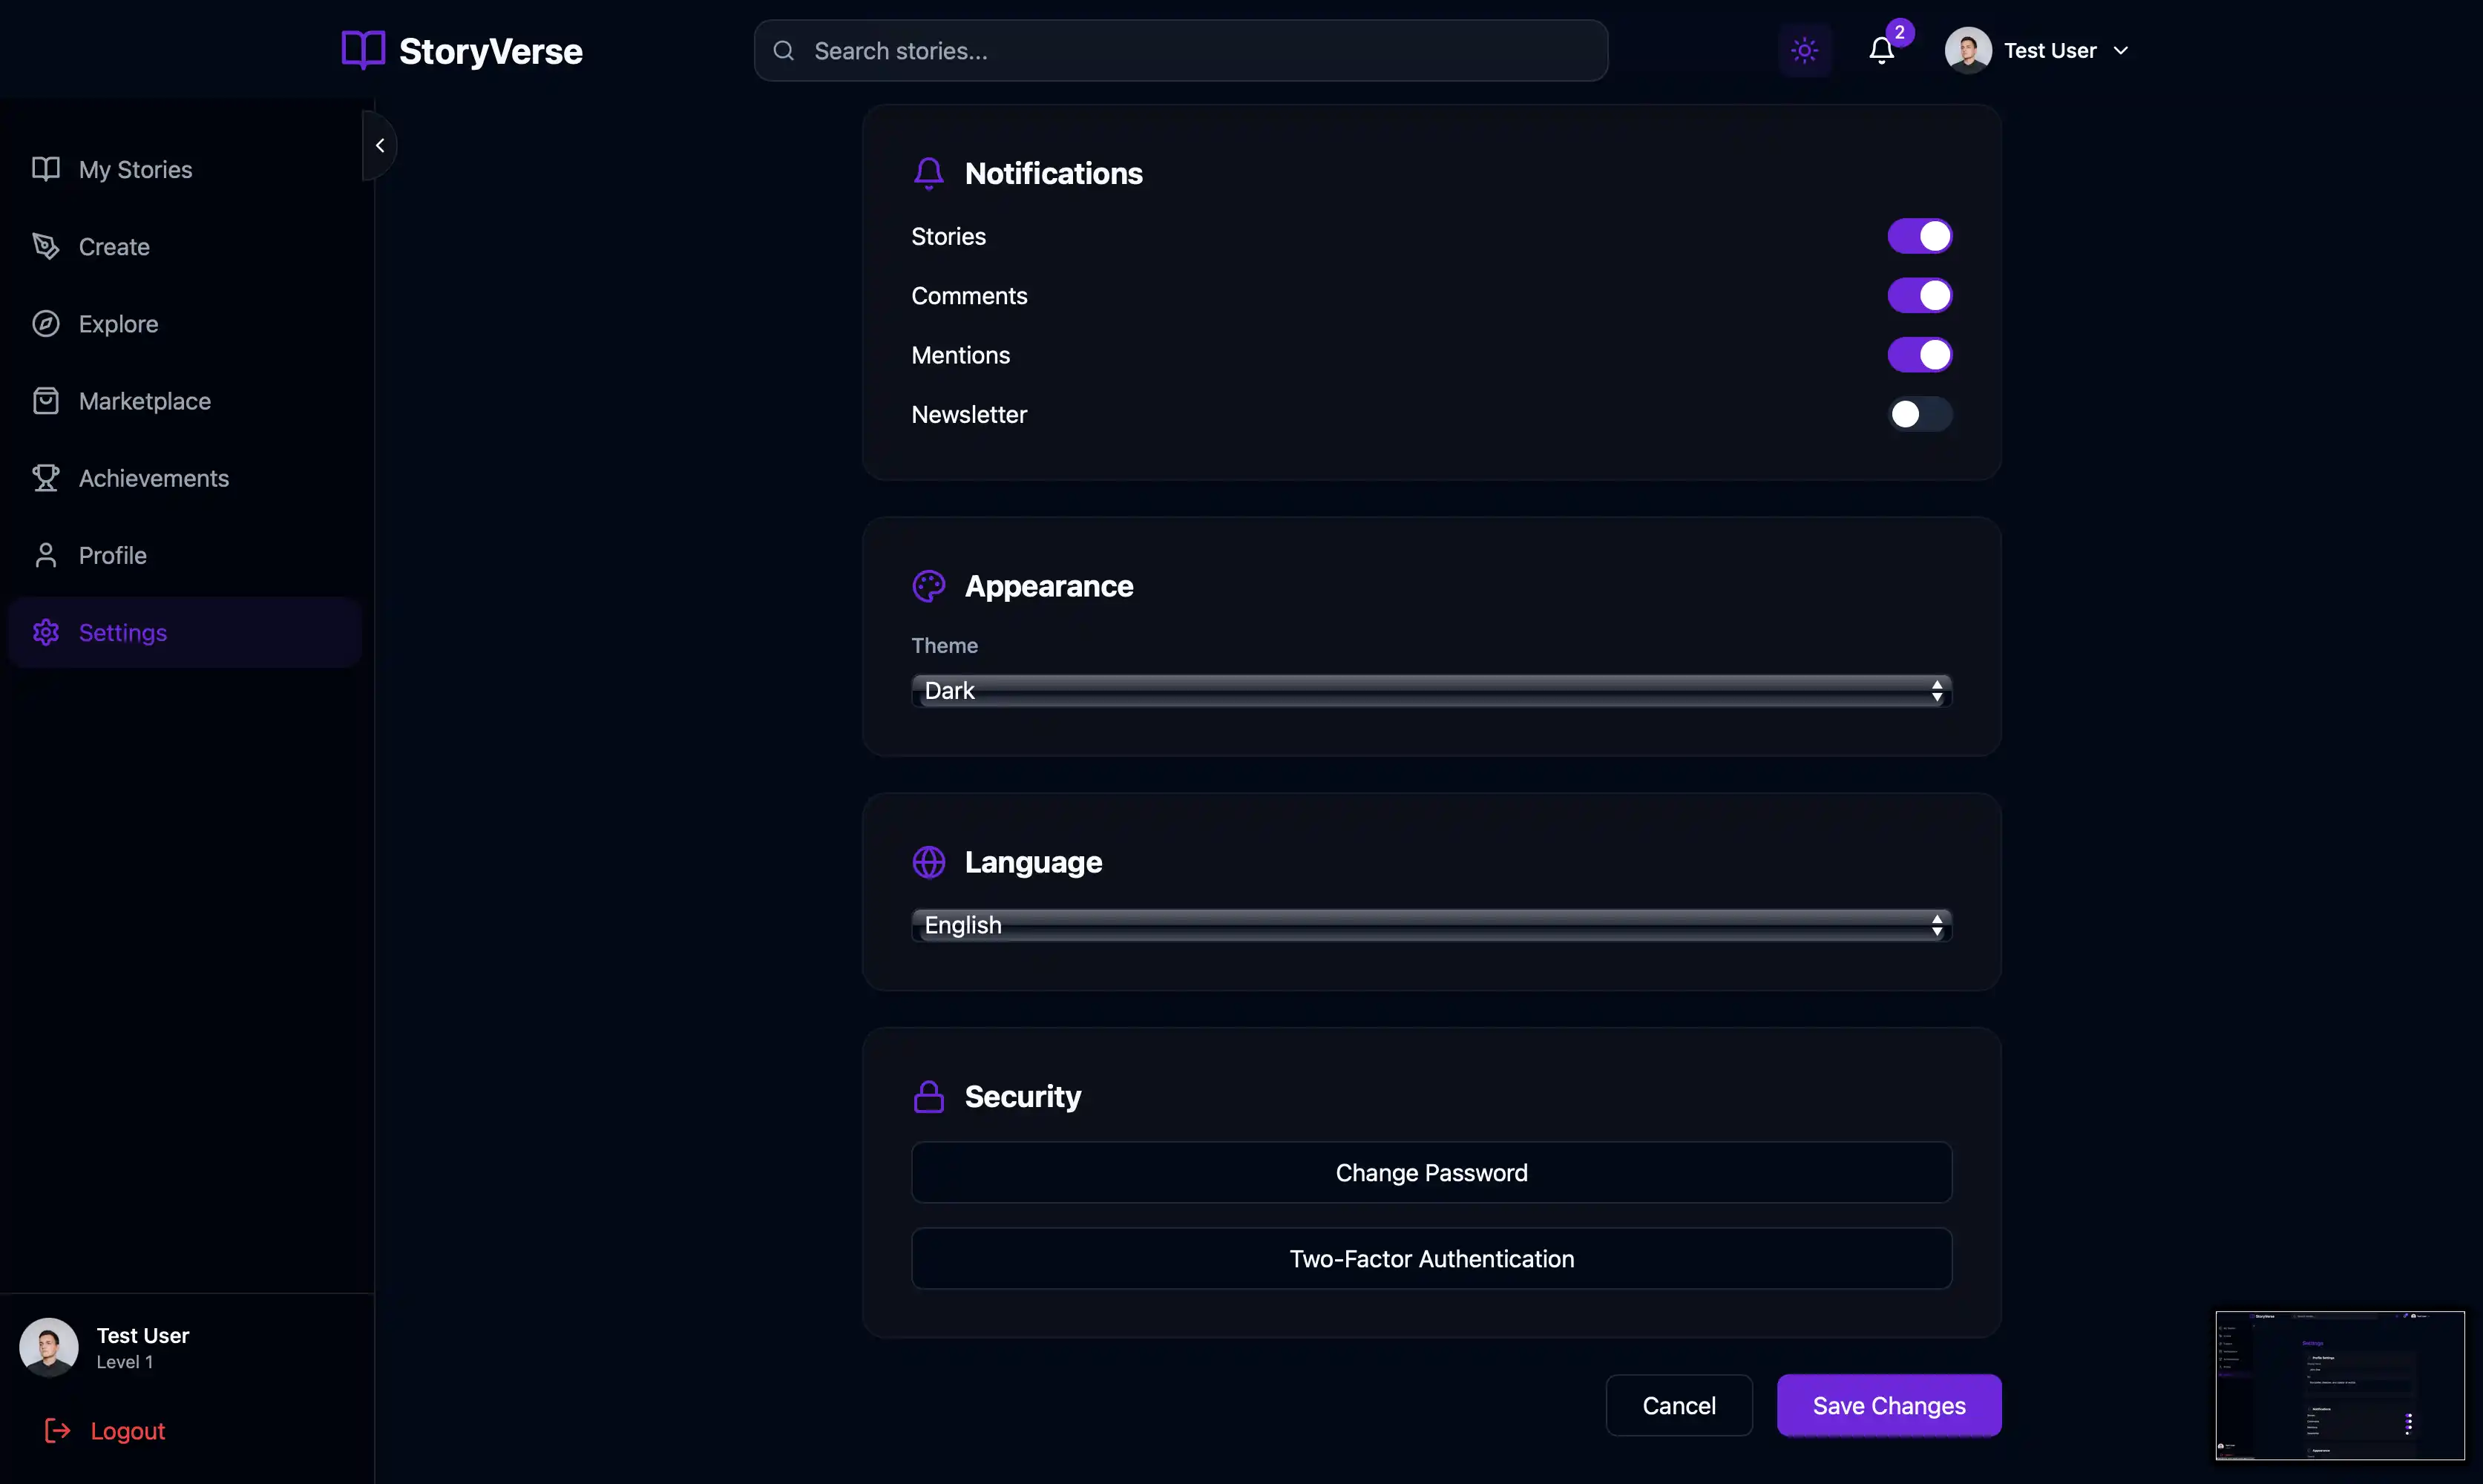 StoryVerse
Search stories...
2
Test User
My Stories
Create
Explore
Marketplace
Achievements
Profile
Settings
Test User
Level 1
Logout
Notifications
Stories
Comments
Mentions
Newsletter
Appearance
Theme
Dark
Language
English
Security
Change Password
Two-Factor Authentication
Cancel
Save Changes